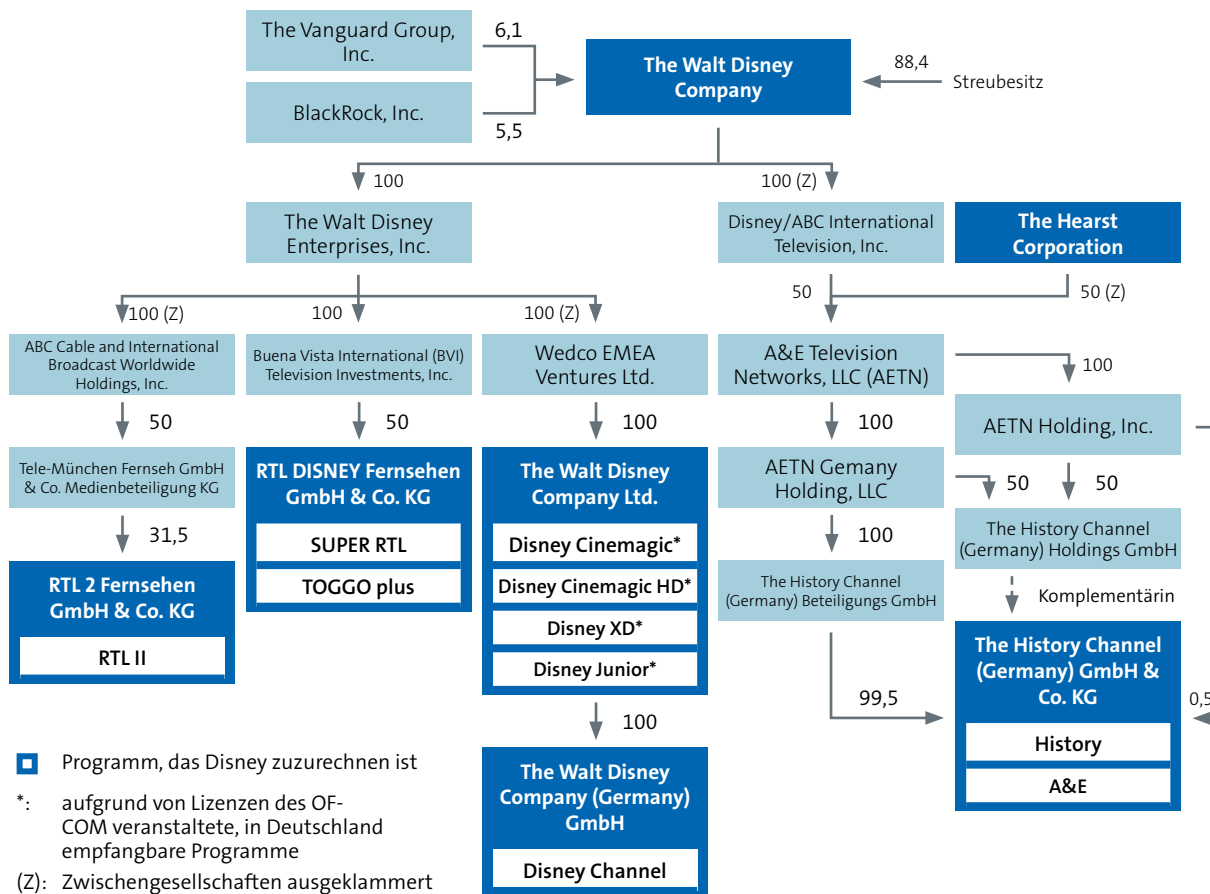 The Vanguard Group,
Inc.
6,1
BlackRock, Inc.
5,5
The Walt Disney
Company
88,4
Streubesitz
100
100 (Z)
The Walt Disney
Enterprises, Inc.
Disney/ABC International
Television, Inc.
The Hearst
Corporation
100 (Z)
100
100 (Z)
50
50 (Z)
ABC Cable and International
Broadcast Worldwide
Holdings, Inc.
Buena Vista International (BVI)
Television Investments, Inc.
Wedco EMEA
Ventures Ltd.
A&E Television
Networks, LLC (AETN)
100
50
50
100
100
AETN Holding, Inc.
Tele-München Fernseh GmbH
& Co. Medienbeteiligung KG
RTL DISNEY Fernsehen
GmbH & Co. KG
SUPER RTL
TOGGO plus
The Walt Disney
Company Ltd.
Disney Cinemagic*
Disney Cinemagic HD*
Disney XD*
Disney Junior*
AETN Gemany
Holding, LLC
50
50
31,5
100
The History Channel
(Germany) Holdings GmbH
RTL 2 Fernsehen
GmbH & Co. KG
RTL II
The History Channel
(Germany) Beteiligungs GmbH
Komplementärin
The History Channel
(Germany) GmbH &
Co. KG
History
A&E
99,5
0,5
100
The Walt Disney
Company (Germany)
GmbH
Disney Channel
Programm, das Disney zuzurechnen ist
*: aufgrund von Lizenzen des OF-
COM veranstaltete, in Deutschland
empfangbare Programme
(Z): Zwischengesellschaften ausgeklammert